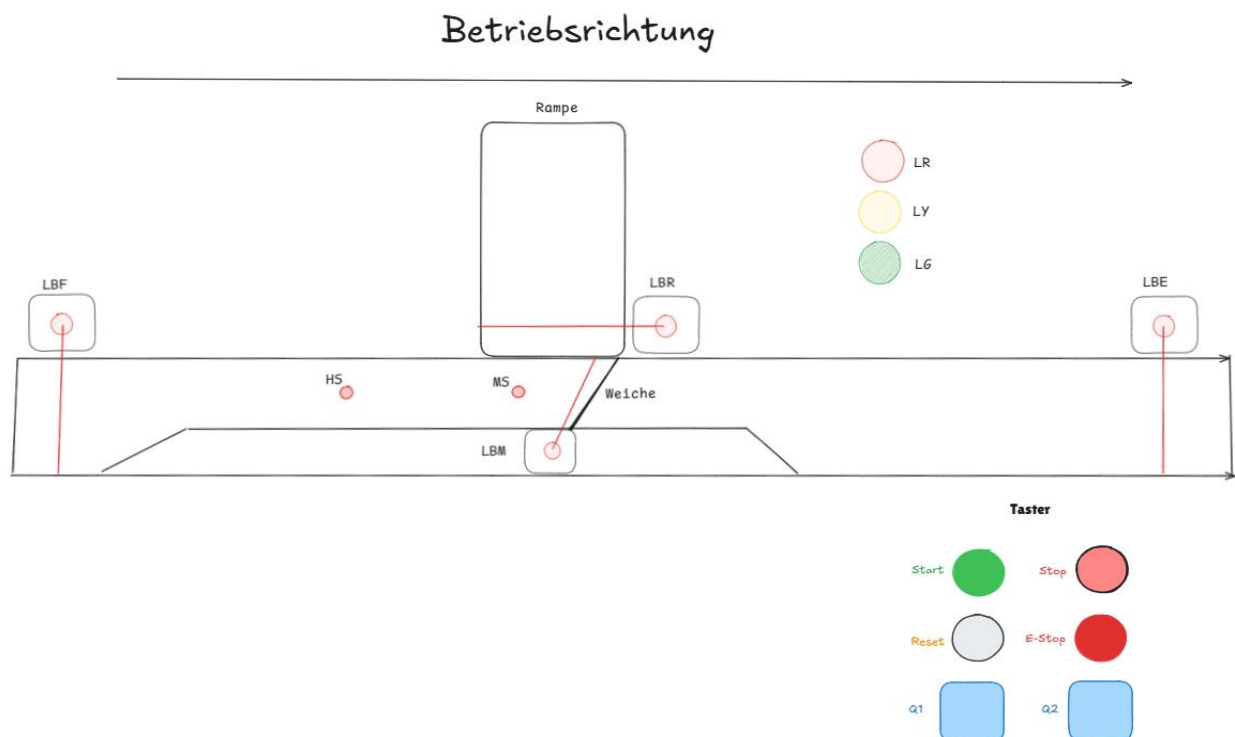 Betriebsrichtung
Rampe
LR
LY
LG
LBF
LBR
LBE
HS
MS
Weiche
LBM
Taster
Start
Stop
Reset
E-Stop
Q1
Q2